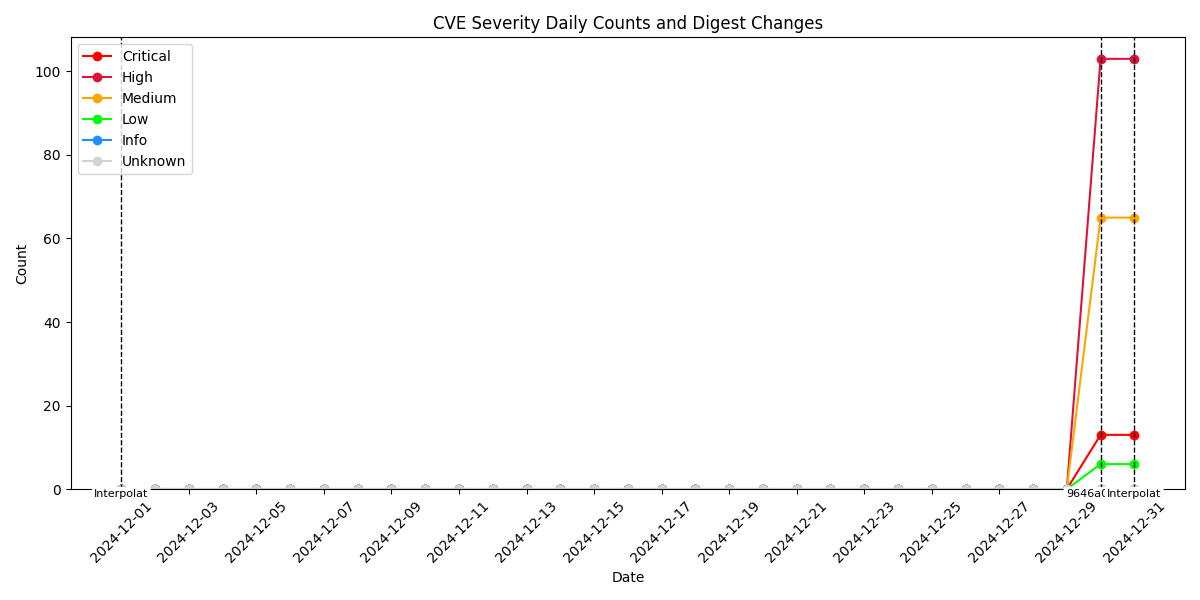 CVE Severity Daily Counts and Digest Changes
Critical
High
Medium
Low
Info
Unknown
Count
100
80
60
40
20
0
Interpolat
Interpolat
2024-12-01
2024-12-03
2024-12-05
2024-12-07
2024-12-09
2024-12-11
2024-12-13
2024-12-15
2024-12-17
2024-12-19
2024-12-21
2024-12-23
2024-12-25
2024-12-27
2024-12-29
2024-12-31
Date